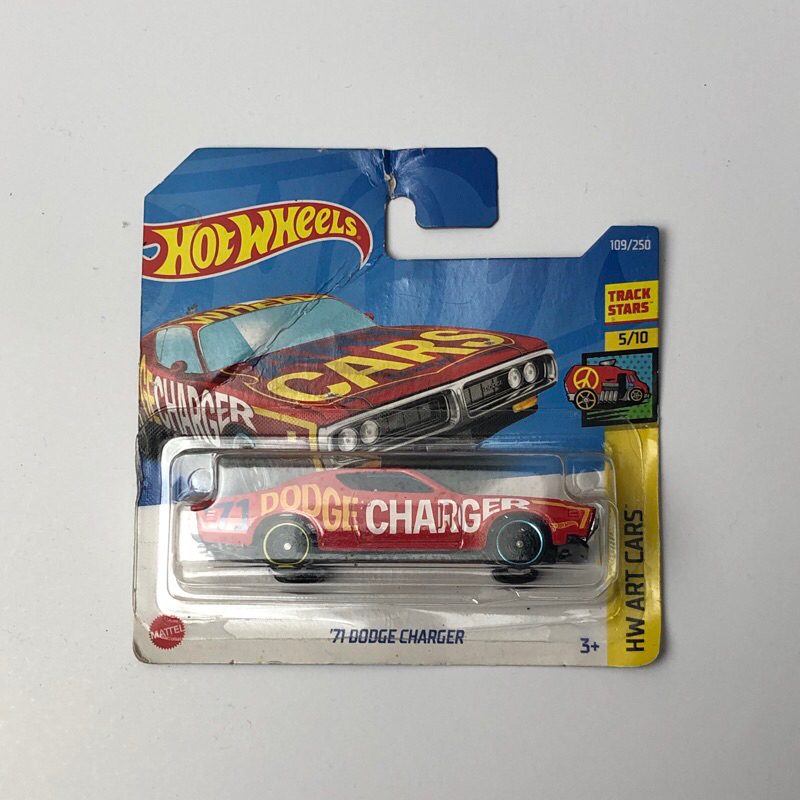 HOT WHEELS
109/250
TRACK
STARS
5/10
WHEEL
CARS
CHARGER
71 DODGE CHARGER
HW ART CARS
MATTEL
'71 DODGE CHARGER
3+